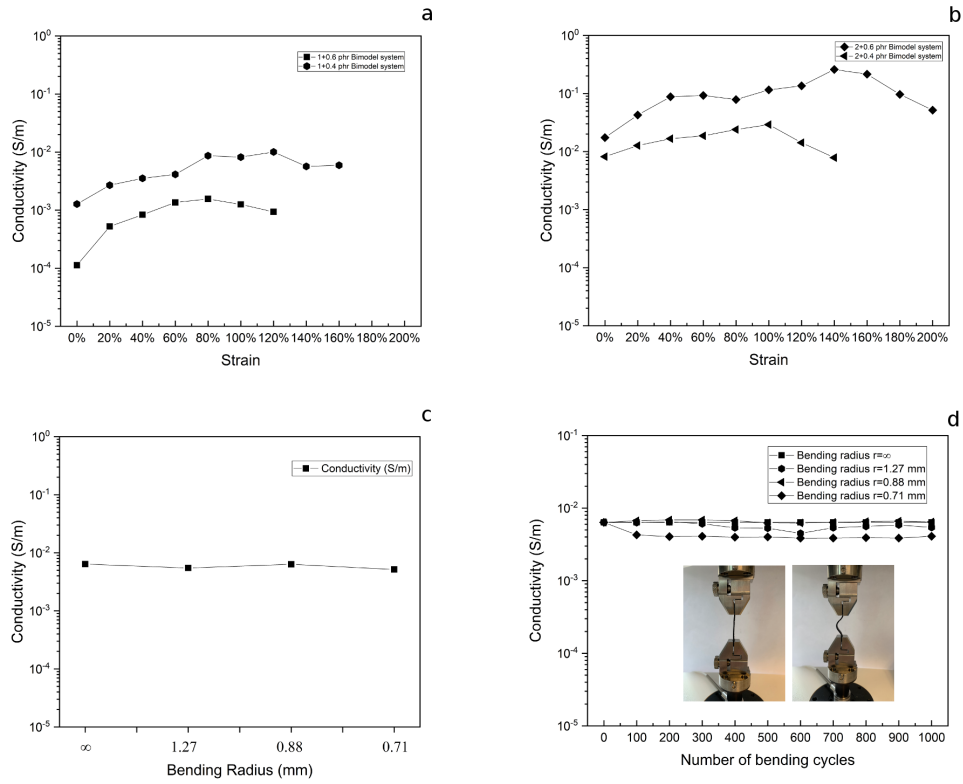 a
10^0
10^-1
10^-2
10^-3
10^-4
10^-5
Conductivity (S/m)
1+0.6 phr Bimodel system
1+0.4 phr Bimodel system
0% 20% 40% 60% 80% 100% 120% 140% 160% 180% 200%
Strain
b
10^0
10^-1
10^-2
10^-3
10^-4
10^-5
Conductivity (S/m)
2+0.6 phr Bimodel system
2+0.4 phr Bimodel system
0% 20% 40% 60% 80% 100% 120% 140% 160% 180% 200%
Strain
c
10^0
10^-1
10^-2
10^-3
10^-4
10^-5
Conductivity (S/m)
Conductivity (S/m)
∞ 1.27 0.88 0.71
Bending Radius (mm)
d
10^-1
10^-2
10^-3
10^-4
10^-5
Conductivity (S/m)
Bending radius r=∞
Bending radius r=1.27 mm
Bending radius r=0.88 mm
Bending radius r=0.71 mm
0 100 200 300 400 500 600 700 800 900 1000
Number of bending cycles